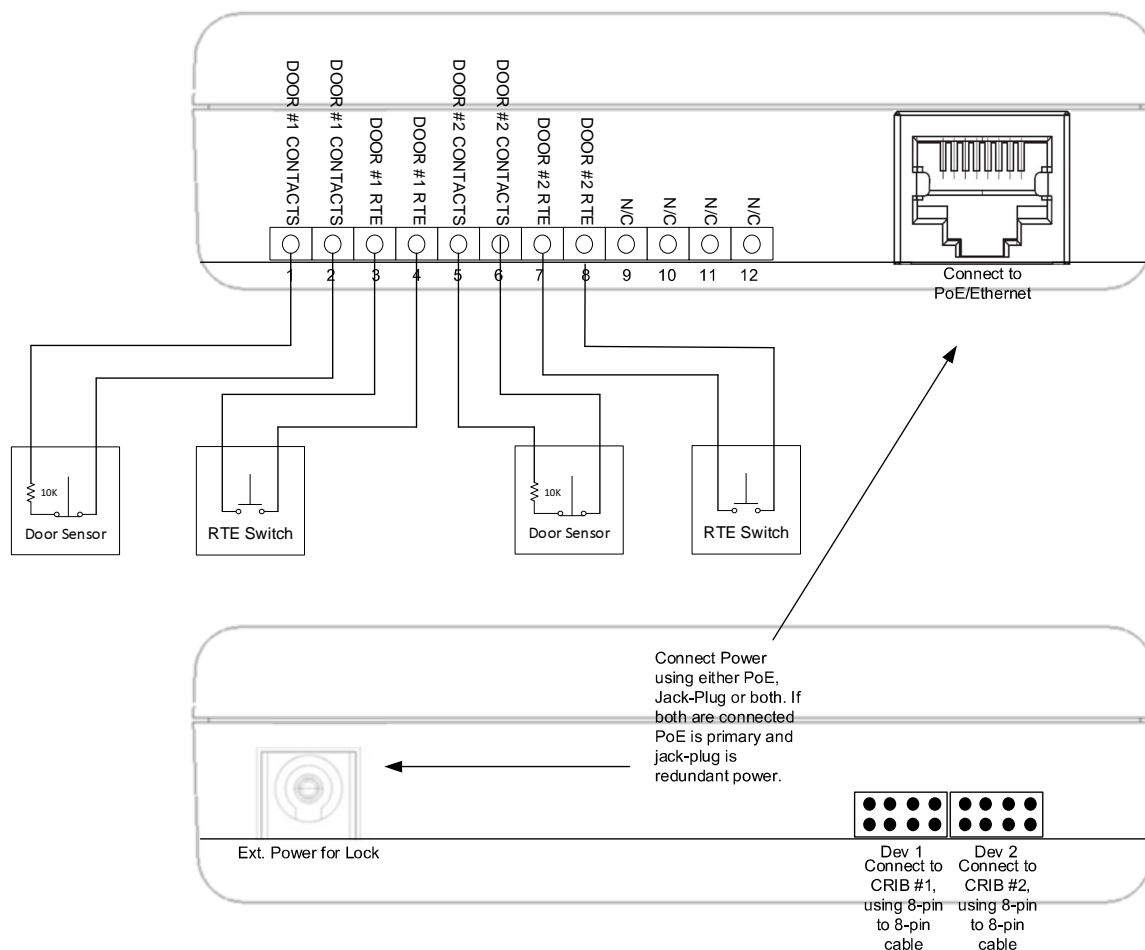 DOOR #1 CONTACTS
DOOR #1 CONTACTS
DOOR #1 RTE
DOOR #1 RTE
DOOR #2 CONTACTS
DOOR #2 CONTACTS
DOOR #2 RTE
DOOR #2 RTE
N/C
N/C
N/C
N/C
1 2 3 4 5 6 7 8 9 10 11 12
Connect to
PoE/Ethernet
10K
Door Sensor
RTE Switch
10K
Door Sensor
RTE Switch
Connect Power
using either PoE,
Jack-Plug or both. If
both are connected
PoE is primary and
jack-plug is
redundant power.
Ext. Power for Lock
Dev 1
Connect to
CRIB #1,
using 8-pin
to 8-pin
cable
Dev 2
Connect to
CRIB #2,
using 8-pin
to 8-pin
cable